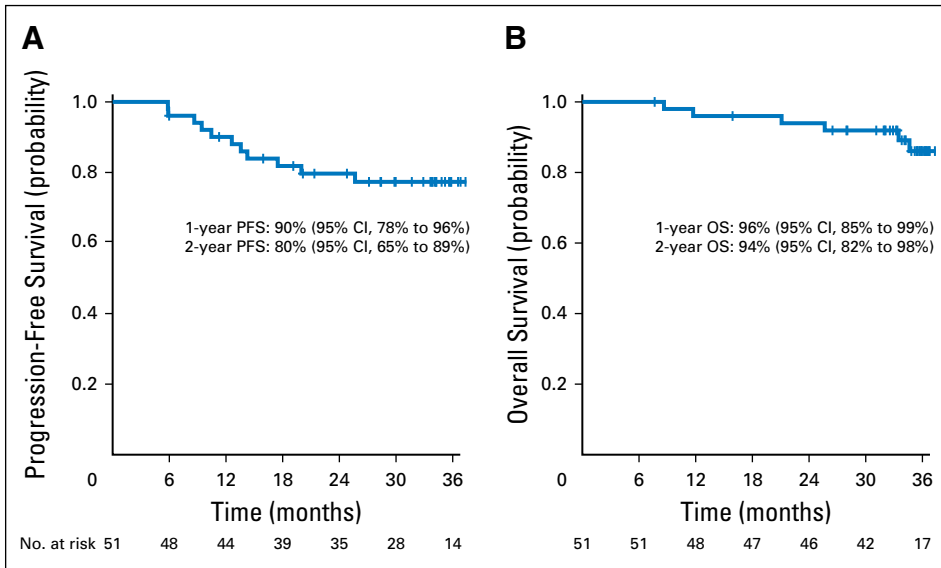 A
Progression-Free Survival (probability)
1.0
0.8
0.6
0.4
0.2
1-year PFS: 90% (95% CI, 78% to 96%)
2-year PFS: 80% (95% CI, 65% to 89%)
0 6 12 18 24 30 36
Time (months)
No. at risk 51 48 44 39 35 28 14
B
Overall Survival (probability)
1.0
0.8
0.6
0.4
0.2
1-year OS: 96% (95% CI, 85% to 99%)
2-year OS: 94% (95% CI, 82% to 98%)
0 6 12 18 24 30 36
Time (months)
51 51 48 47 46 42 17